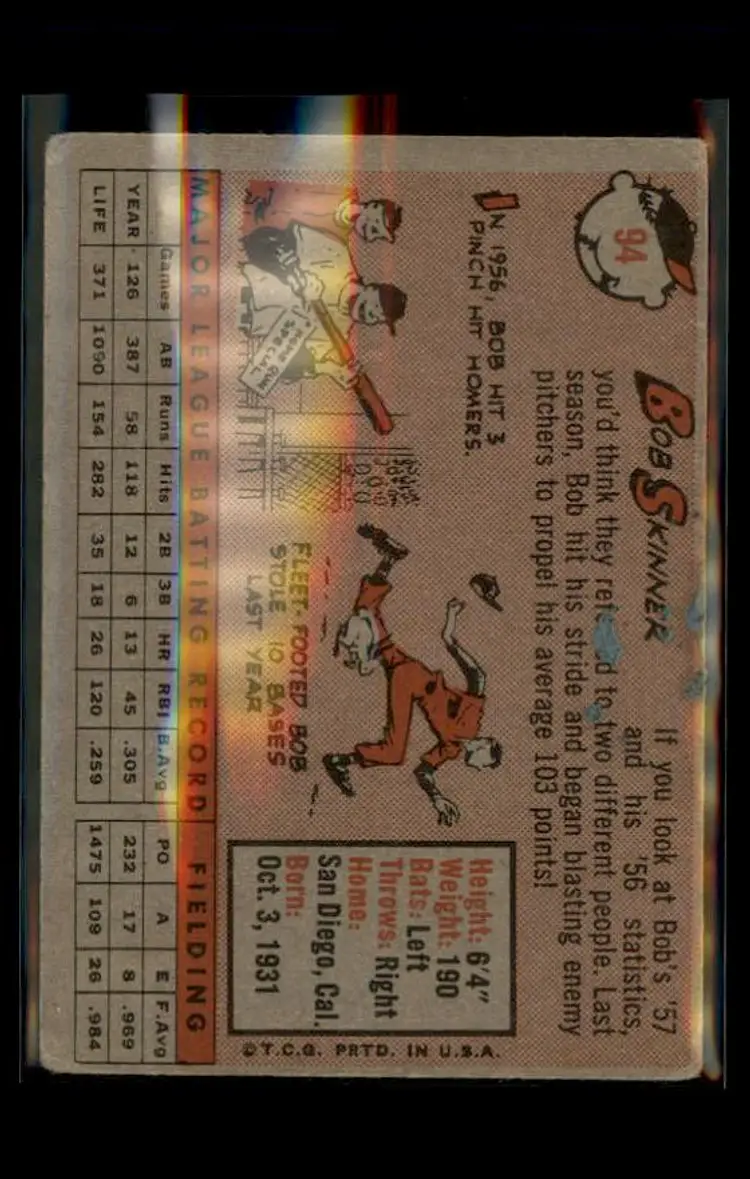 94
BOB SKINNER
If you look at Bob's '57
and his '56 statistics,
you'd think they to two different people. Last
season, Bob hit his stride and began blasting enemy
pitchers to propel his average 103 points!
IN 1956, BOB HIT 3
PINCH HIT HOMERS.
SPECIAL
FLEET-FOOTED BOB
STOLE 10 BASES
LAST YEAR
Height: 6'4"
Weight: 190
Bats: Left
Throws: Right
Home:
San Diego, Cal.
Born:
Oct. 3, 1931
©T.C.G. PRTD. IN U.S.A.
MAJOR LEAGUE BATTING RECORD FIELDING
Games AB Runs Hits 2B 3B HR RBI B.Avg PO A E F.Avg
YEAR 126 387 58 118 12 6 13 45 .305 232 17 8 .969
LIFE 371 1090 154 282 35 18 26 120 .259 1475 109 26 .984